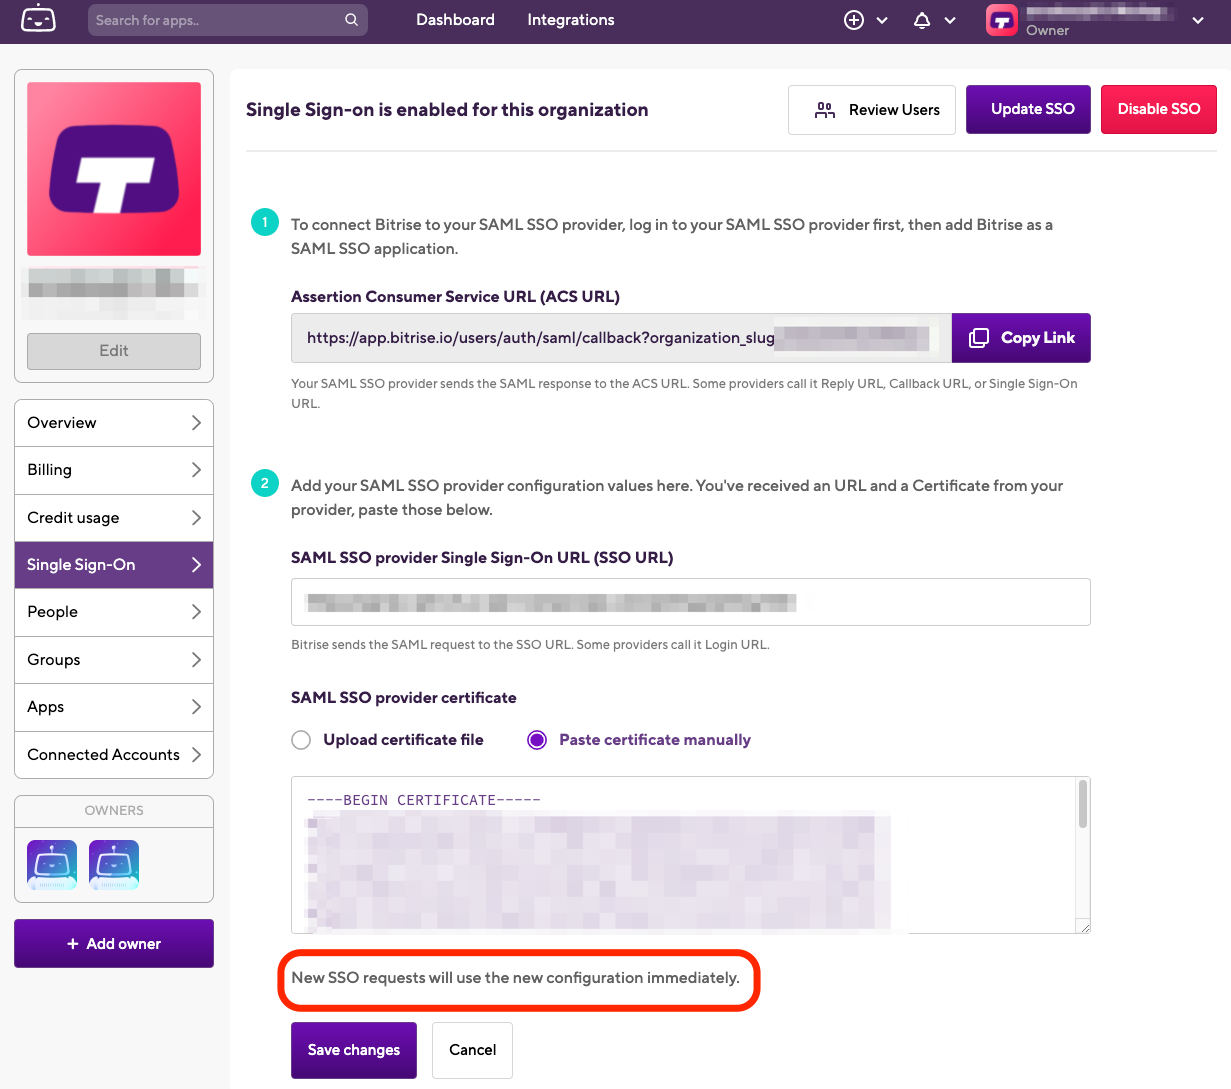 Search for apps..
Dashboard
Integrations
Owner
Single Sign-on is enabled for this organization
Review Users
Update SSO
Disable SSO
Edit
Overview
Billing
Credit usage
Single Sign-On
People
Groups
Apps
Connected Accounts
OWNERS
+ Add owner
1
To connect Bitrise to your SAML SSO provider, log in to your SAML SSO provider first, then add Bitrise as a
SAML SSO application.
Assertion Consumer Service URL (ACS URL)
https://app.bitrise.io/users/auth/saml/callback?organization_slug
Copy Link
Your SAML SSO provider sends the SAML response to the ACS URL. Some providers call it Reply URL, Callback URL, or Single Sign-On
URL.
2
Add your SAML SSO provider configuration values here. You've received an URL and a Certificate from your
provider, paste those below.
SAML SSO provider Single Sign-On URL (SSO URL)
Bitrise sends the SAML request to the SSO URL. Some providers call it Login URL.
SAML SSO provider certificate
Upload certificate file
Paste certificate manually
----BEGIN CERTIFICATE-----
New SSO requests will use the new configuration immediately.
Save changes
Cancel